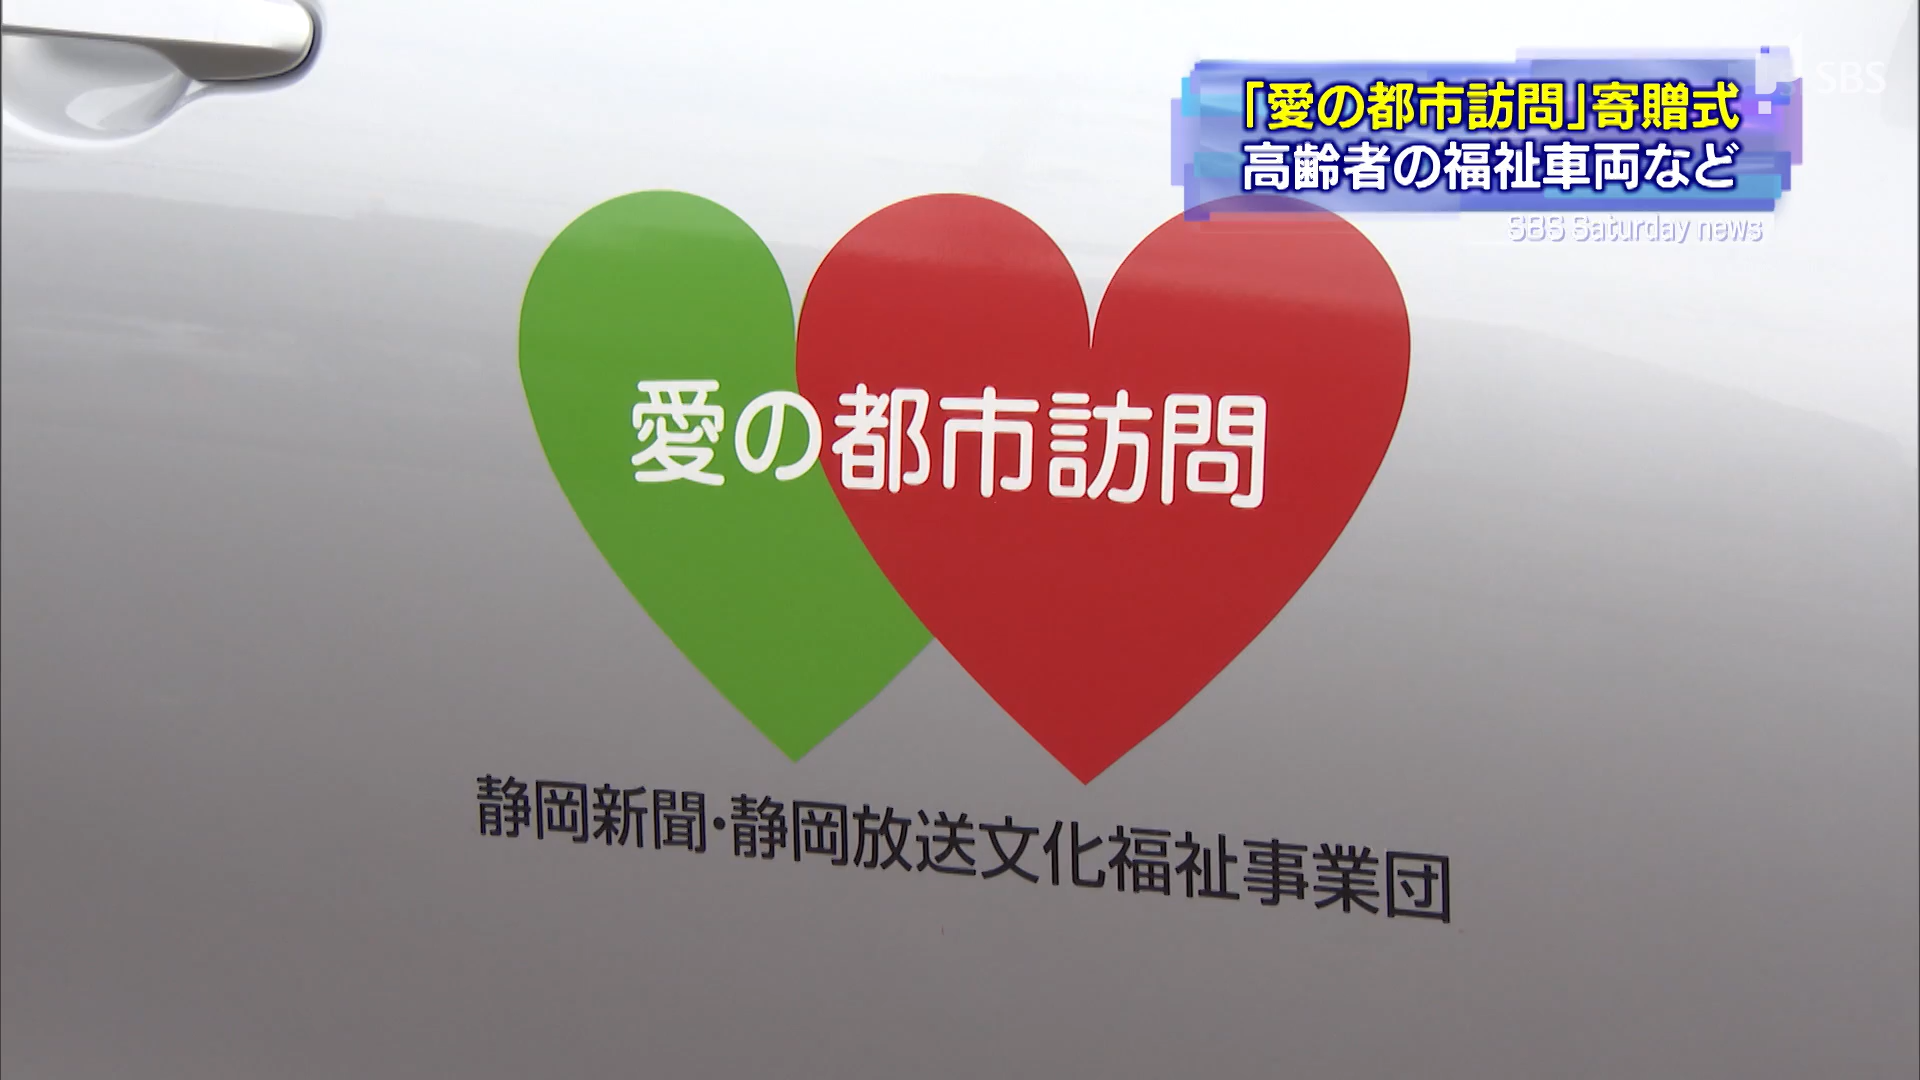 SBS
「愛の都市訪問」寄贈式
高齢者の福祉車両など
SBS Saturday news
愛の都市訪問
静岡新聞・静岡放送文化福祉事業団